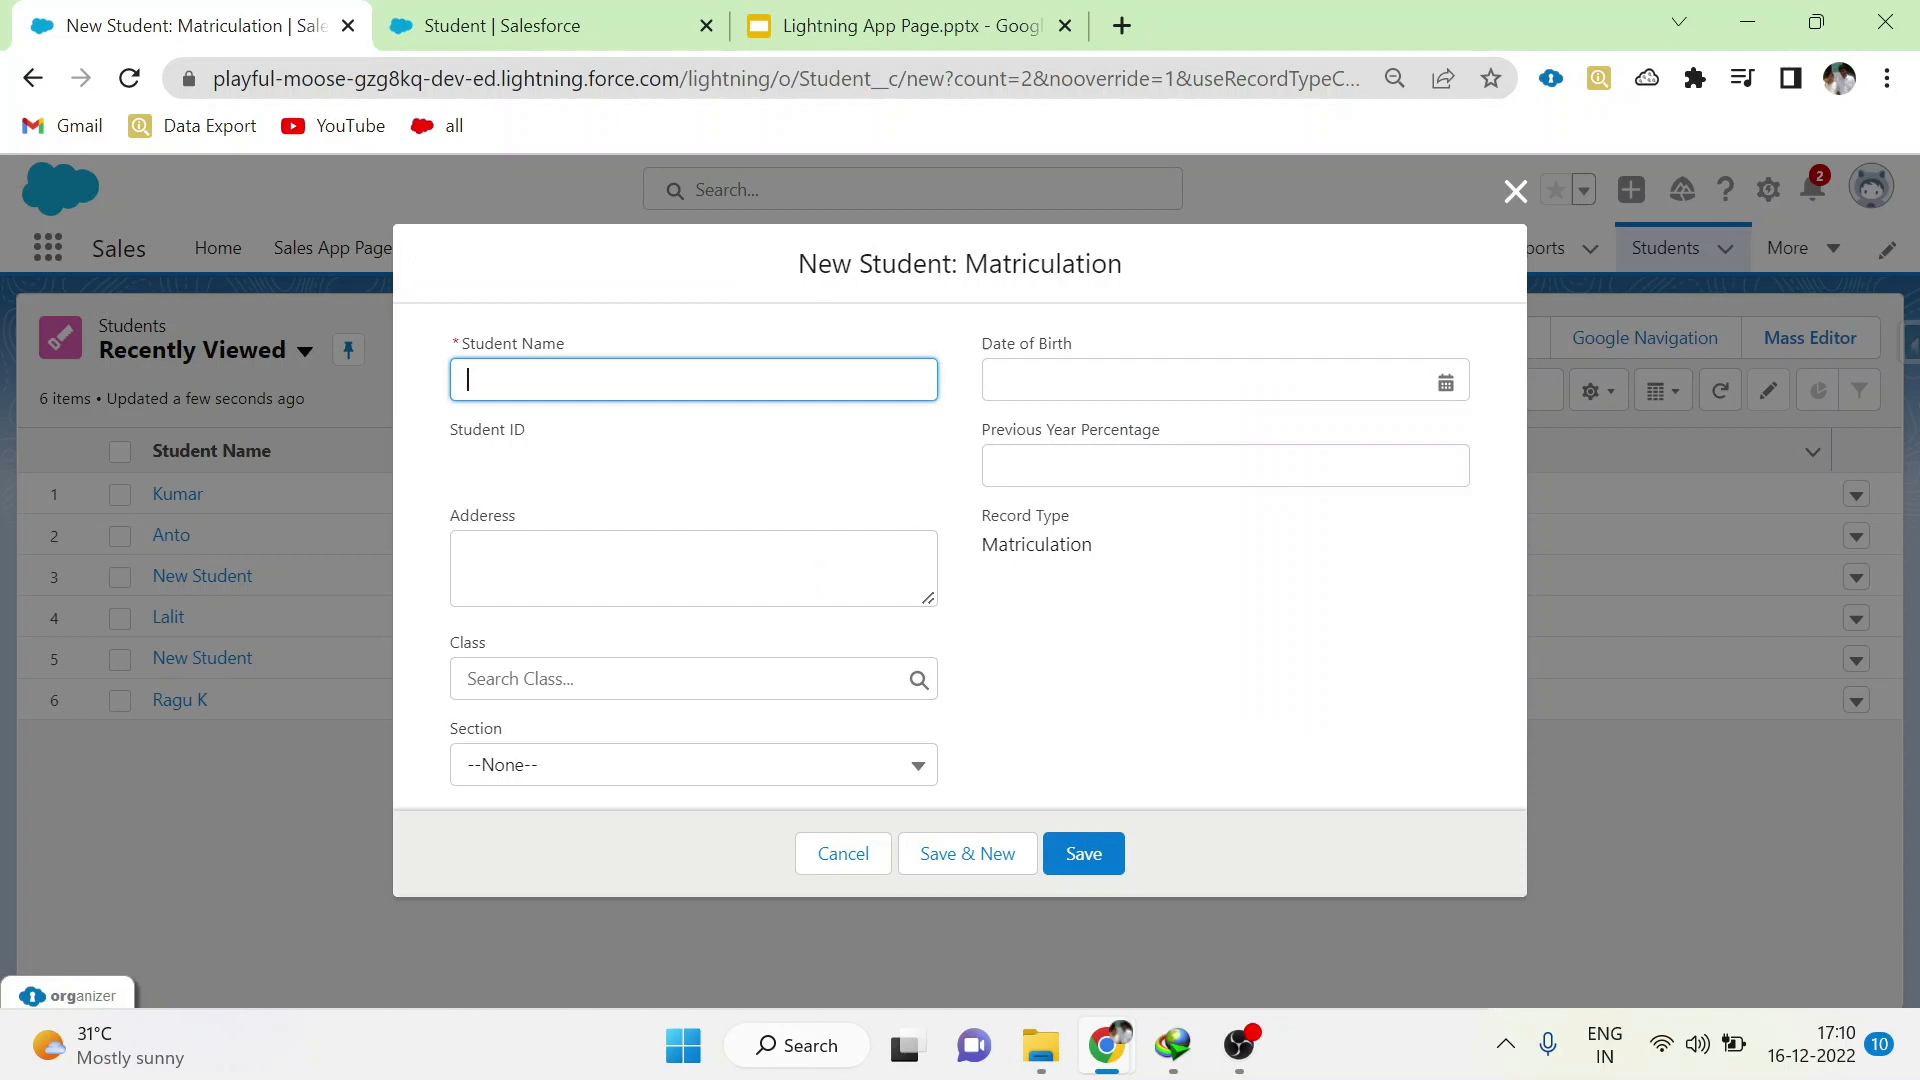 New Student: Matriculation | Sale
Student | Salesforce
Lightning App Page.pptx - Googl
playful-moose-gzg8kq-dev-ed.lightning.force.com/lightning/o/Student__c/new?count=2&nooverride=1&useRecordTypeC...
Gmail
Data Export
YouTube
all
Search...
2
Sales
Home
Sales App Page
ports
Students
More
New Student: Matriculation
Students
Recently Viewed
6 items • Updated a few seconds ago
Google Navigation
Mass Editor
Student Name
1 Kumar
2 Anto
3 New Student
4 Lalit
5 New Student
6 Ragu K
*Student Name
Date of Birth
Student ID
Previous Year Percentage
Adderess
Record Type
Matriculation
Class
Search Class...
Section
--None--
Cancel
Save & New
Save
organizer
31°C
Mostly sunny
Search
ENG
IN
17:10
16-12-2022
10